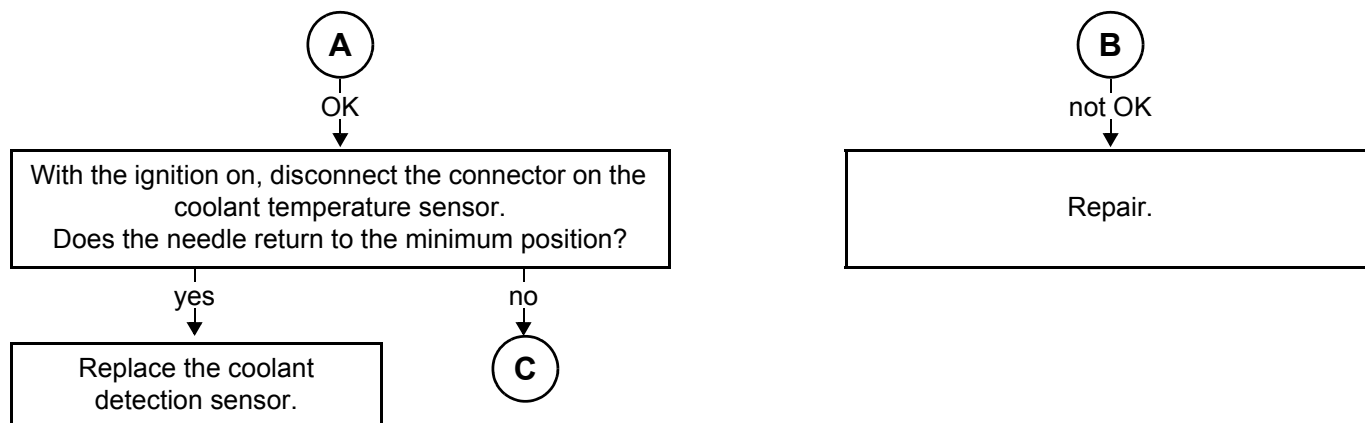 A
OK
With the ignition on, disconnect the connector on the
coolant temperature sensor.
Does the needle return to the minimum position?
yes
no
Replace the coolant
detection sensor.
C
B
not OK
Repair.